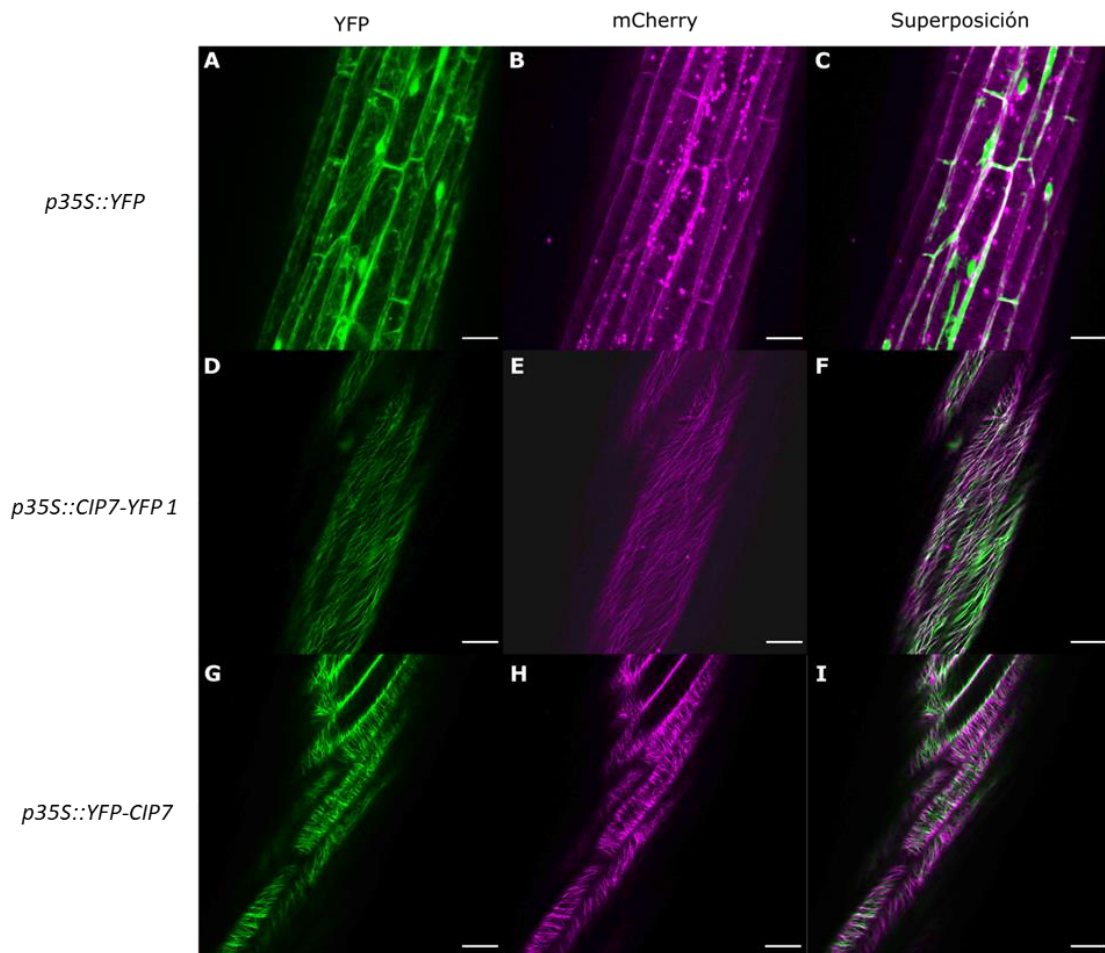 YFP mCherry Superposición
A B C
p35S::YFP
D E F
p35S::CIP7-YFP 1
G H I
p35S::YFP-CIP7